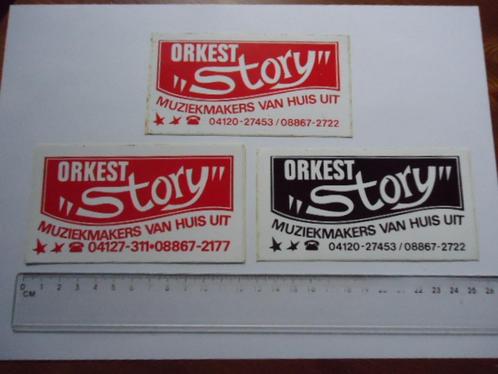 ORKEST
„Story"
MUZIEKMAKERS VAN HUIS UIT
04120-27453 / 08867-2722
ORKEST
„Story"
MUZIEKMAKERS VAN HUIS UIT
04127-311•08867-2177
ORKEST
„Story"
MUZIEKMAKERS VAN HUIS UIT
04120-27453 / 08867-2722
0 1 2 3 4 5 6 7 8 9 10 11 12 13 14 15 16 17 18 19 20 21 22 23 24 25 26
CM